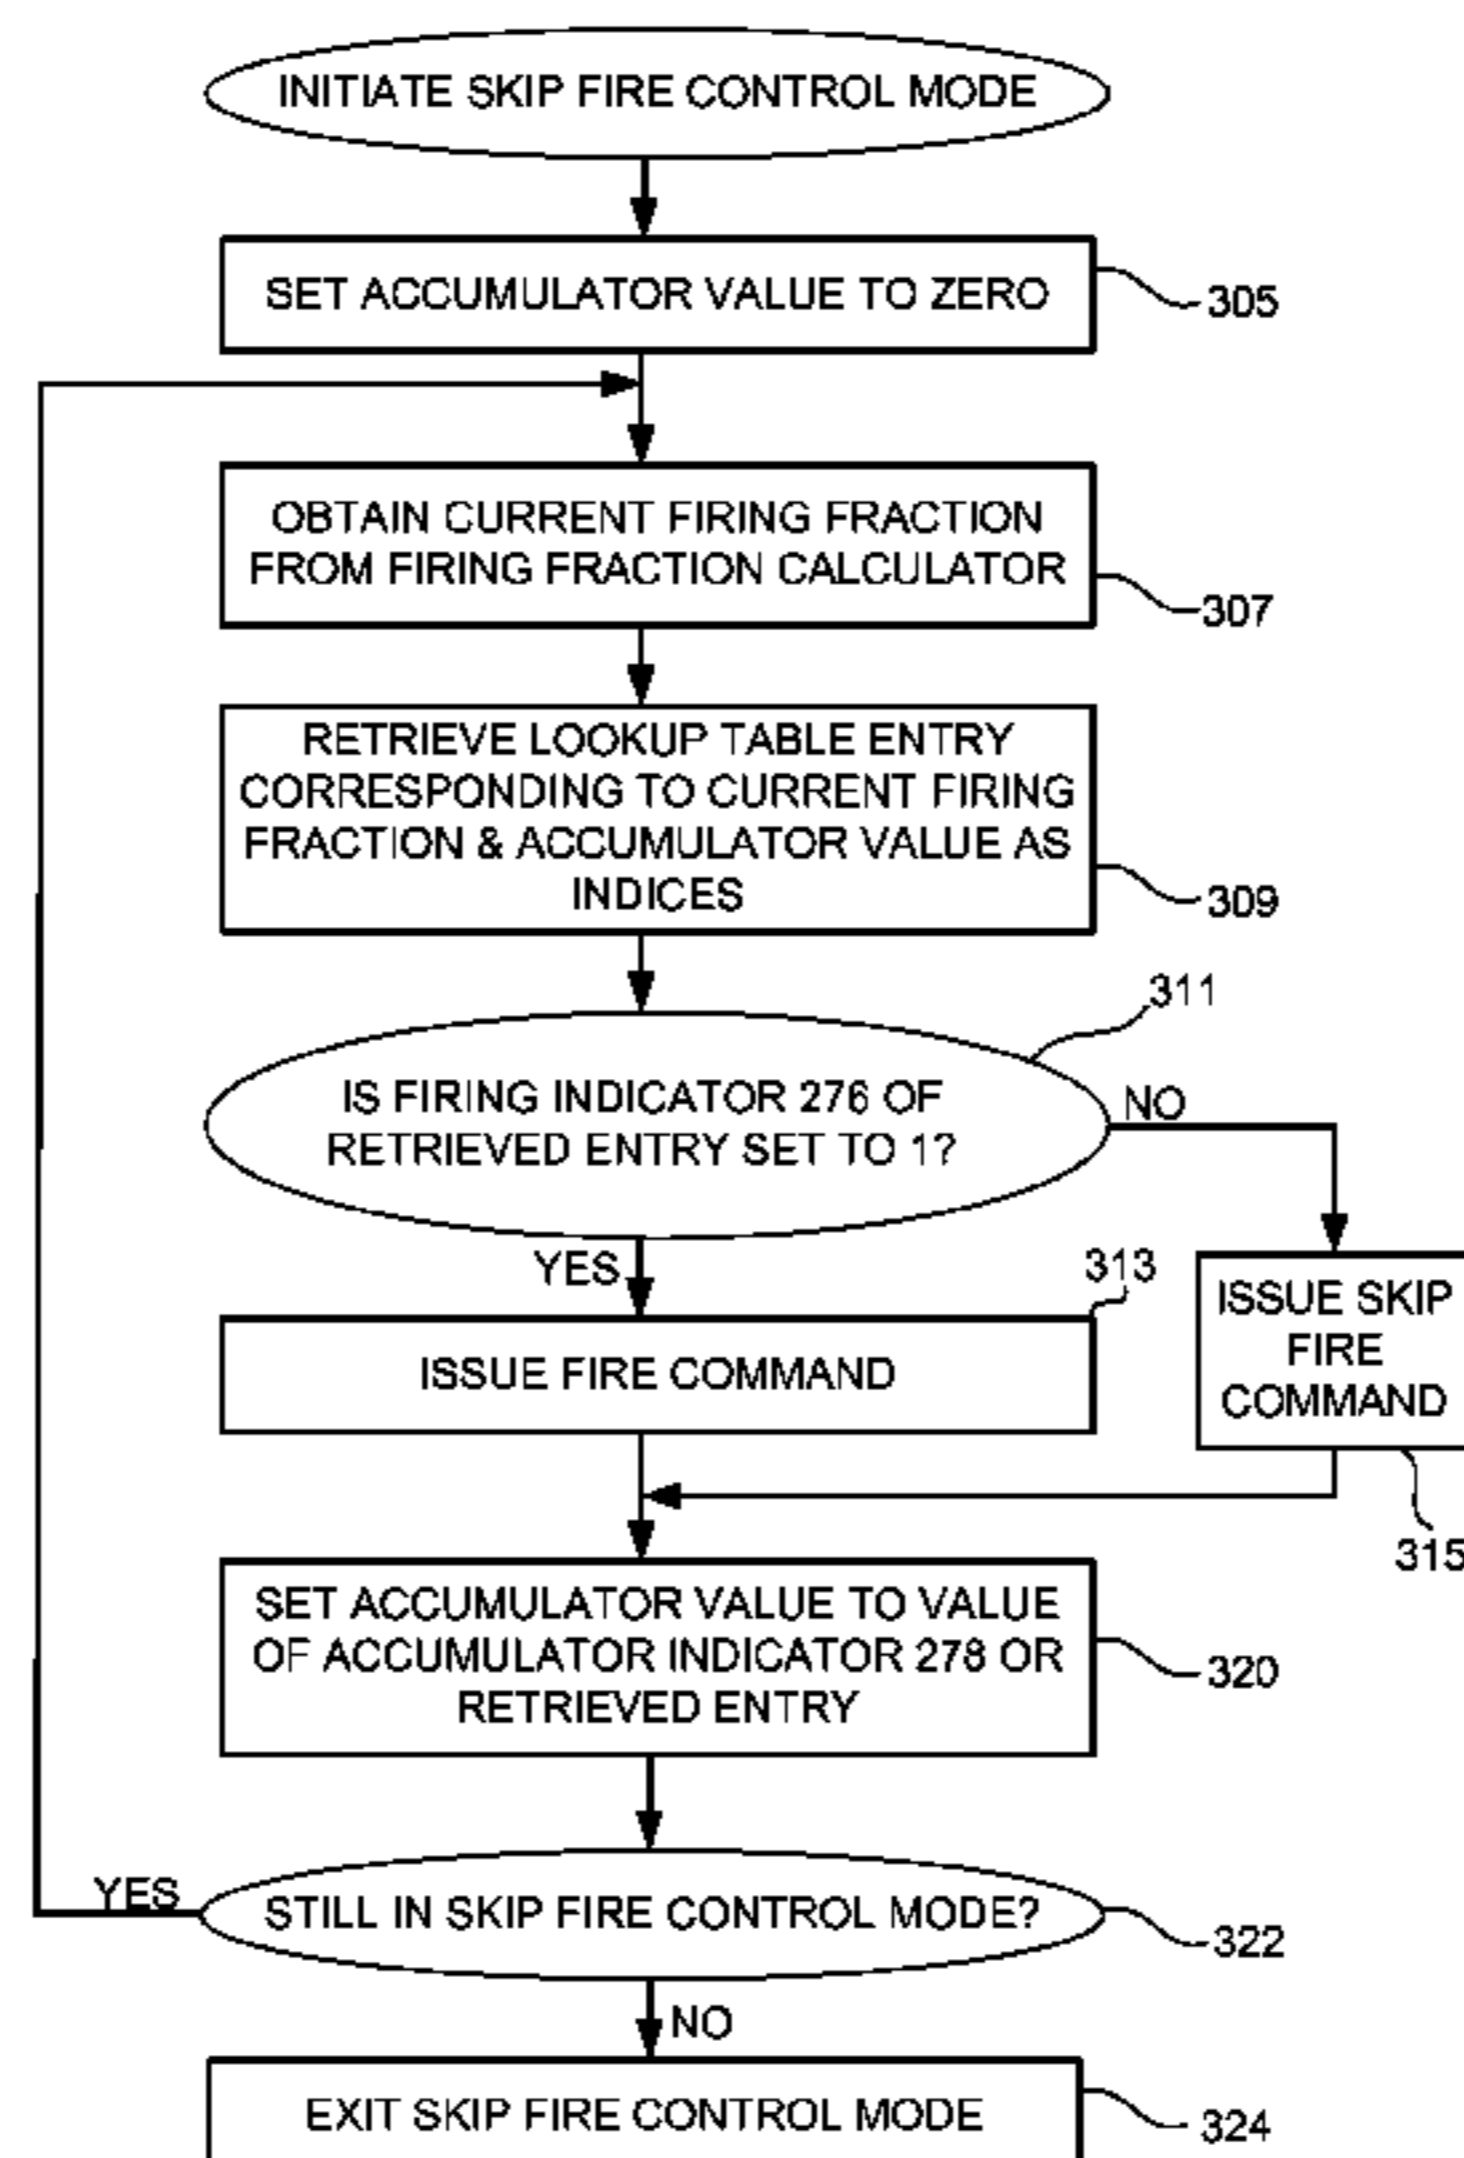 INITIATE SKIP FIRE CONTROL MODE
SET ACCUMULATOR VALUE TO ZERO
305
OBTAIN CURRENT FIRING FRACTION
FROM FIRING FRACTION CALCULATOR
307
RETRIEVE LOOKUP TABLE ENTRY
CORRESPONDING TO CURRENT FIRING
FRACTION & ACCUMULATOR VALUE AS
INDICES
309
311
IS FIRING INDICATOR 276 OF
RETRIEVED ENTRY SET TO 1?
NO
YES
313
ISSUE FIRE COMMAND
ISSUE SKIP
FIRE
COMMAND
315
SET ACCUMULATOR VALUE TO VALUE
OF ACCUMULATOR INDICATOR 278 OR
RETRIEVED ENTRY
320
YES
STILL IN SKIP FIRE CONTROL MODE?
322
NO
EXIT SKIP FIRE CONTROL MODE
324